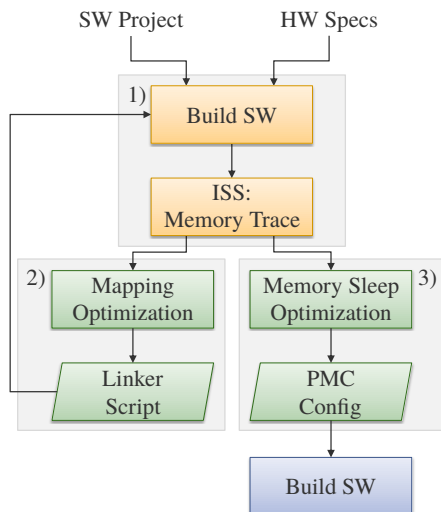 SW Project
HW Specs
1)
Build SW
ISS:
Memory Trace
2)
Mapping
Optimization
Linker
Script
3)
Memory Sleep
Optimization
PMC
Config
Build SW